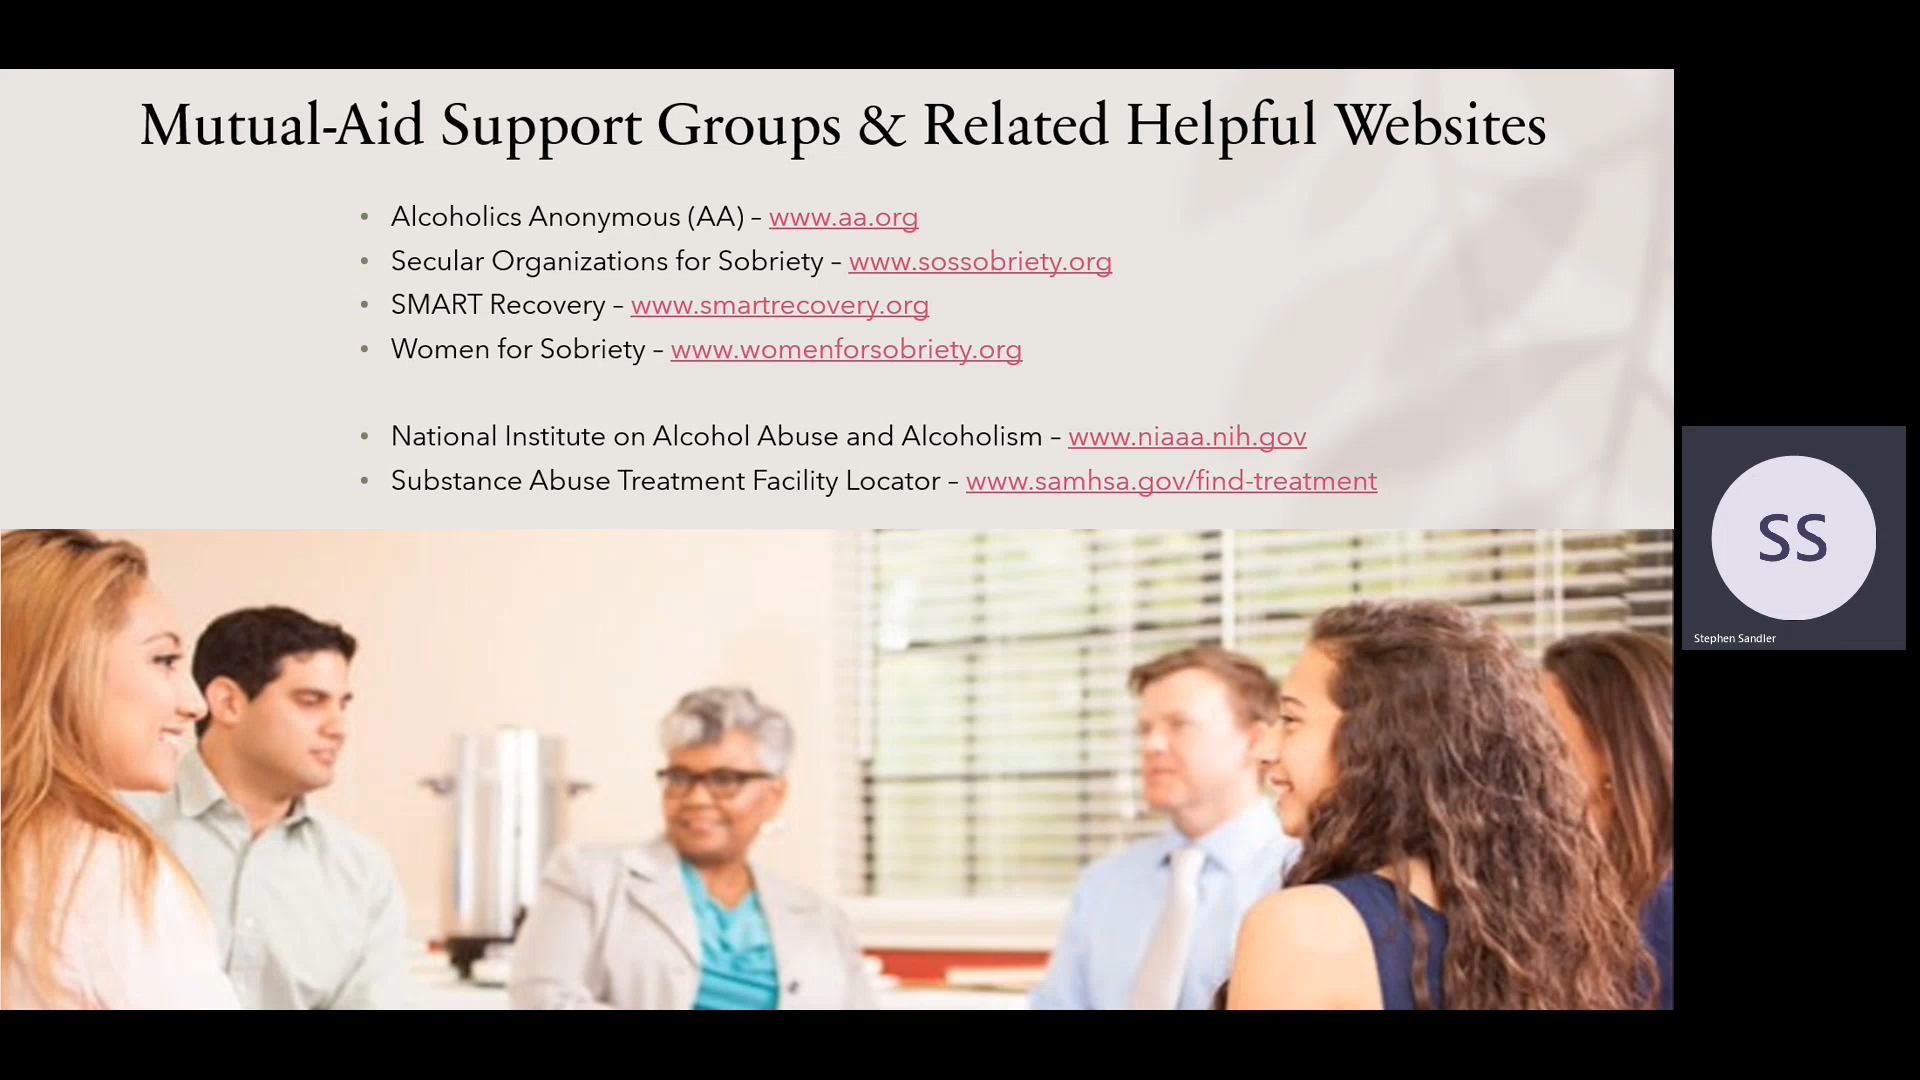 Mutual-Aid Support Groups & Related Helpful Websites
• Alcoholics Anonymous (AA) – www.aa.org
• Secular Organizations for Sobriety – www.sossobriety.org
• SMART Recovery – www.smartrecovery.org
• Women for Sobriety – www.womenforsobriety.org
• National Institute on Alcohol Abuse and Alcoholism – www.niaaa.nih.gov
• Substance Abuse Treatment Facility Locator – www.samhsa.gov/find-treatment
SS
Stephen Sandler